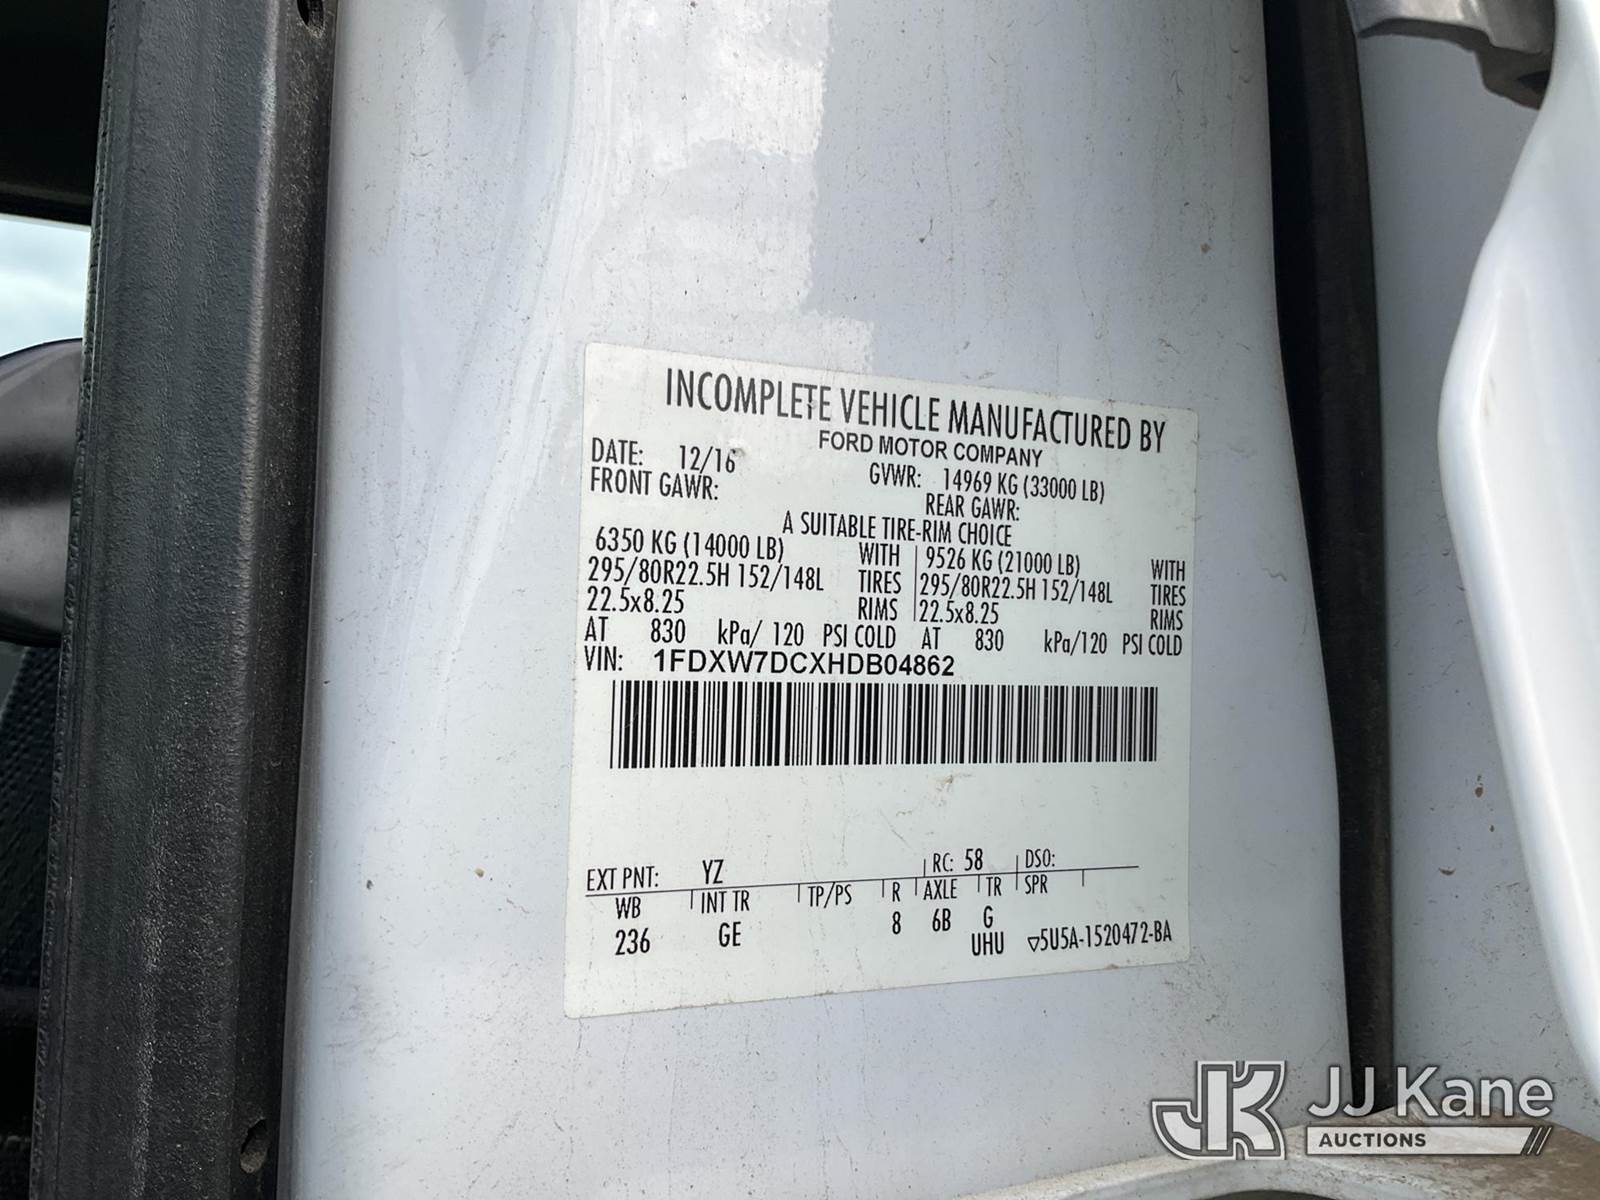 INCOMPLETE VEHICLE MANUFACTURED BY
FORD MOTOR COMPANY
DATE: 12/16 GVWR: 14969 KG (33000 LB)
FRONT GAWR: REAR GAWR:
A SUITABLE TIRE-RIM CHOICE
6350 KG (14000 LB) WITH 9526 KG (21000 LB) WITH
295/80R22.5H 152/148L TIRES 295/80R22.5H 152/148L TIRES
22.5x8.25 RIMS 22.5x8.25 RIMS
AT 830 kPa/ 120 PSI COLD AT 830 kPa/120 PSI COLD
VIN: 1FDXW7DCXHDB04862
EXT PNT: YZ RC: 58 DSO:
WB INT TR TP/PS R AXLE TR SPR
236 GE 8 6B G
UHU ▽5U5A-1520472-BA
JK JJ Kane
AUCTIONS